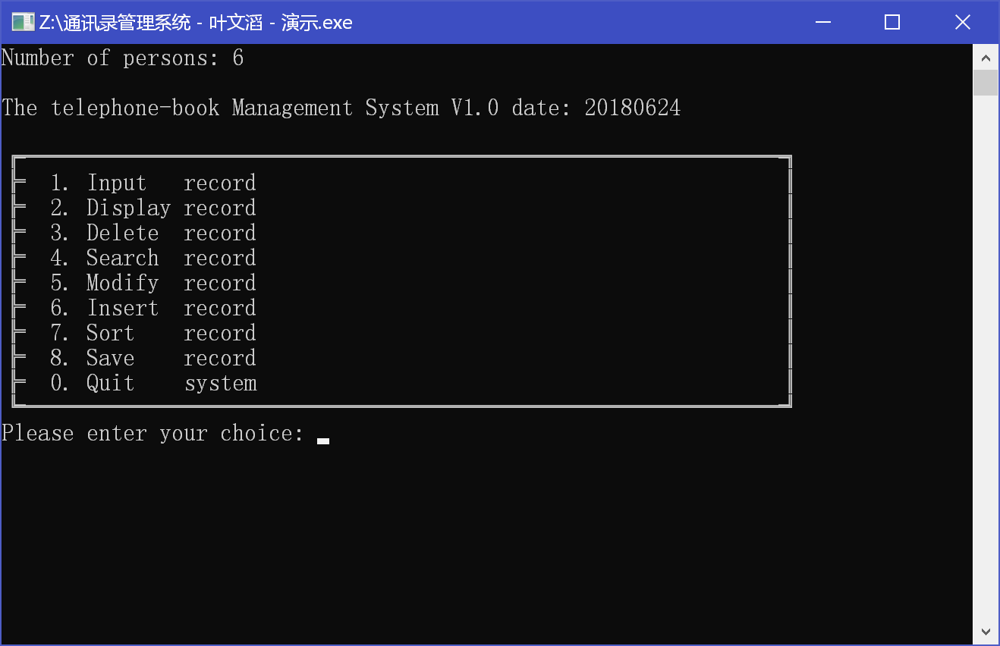 Z:\通讯录管理系统 - 叶文滔 - 演示.exe
Number of persons: 6
The telephone-book Management System V1.0 date: 20180624
1. Input   record
2. Display record
3. Delete  record
4. Search  record
5. Modify  record
6. Insert  record
7. Sort    record
8. Save    record
0. Quit    system
Please enter your choice: